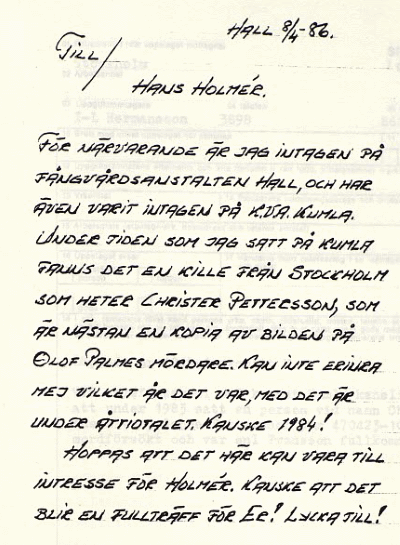 HALL 8/4-86.
TILL/
HANS HOLMÉR.
FÖR NÄRVARANDE ÄR JAG INTAGEN PÅ
FÅNGVÅRDSANSTALTEN HALL, OCH HAR
ÄVEN VARIT INTAGEN PÅ K.V.A. KUMLA.
UNDER TIDEN SOM JAG SATT PÅ KUMLA
FANNS DET EN KILLE FRÅN STOCKHOLM
SOM HETER CHRISTER PETTERSSON, SOM
ÄR NÄSTAN EN KOPIA AV BILDEN PÅ
OLOF PALMES MÖRDARE. KAN INTE ERINRA
MEJ VILKET ÅR DET VAR, MED DET ÄR
UNDER ÅTTIOTALET. KANSKE 1984!
HOPPAS ATT DET HÄR KAN VARA TILL
INTRESSE FÖR HOLMÉR. KANSKE ATT DET
BLIR EN FULLTRÄFF FÖR ER! LYCKA TILL!